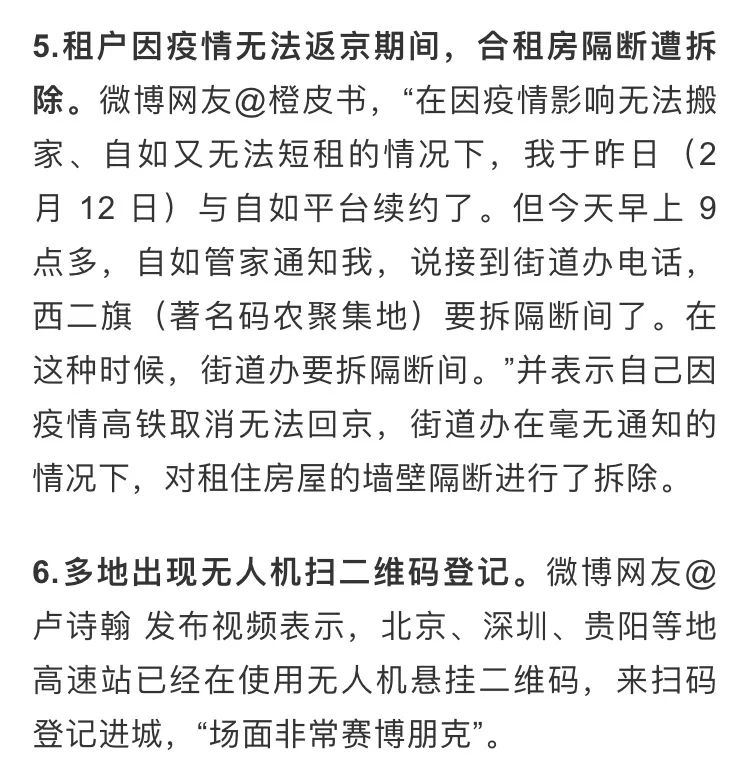 5.租户因疫情无法返京期间，合租房隔断遭拆
除。微博网友@橙皮书，“在因疫情影响无法搬
家、自如又无法短租的情况下，我于昨日（2
月 12 日）与自如平台续约了。但今天早上 9
点多，自如管家通知我，说接到街道办电话，
西二旗（著名码农聚集地）要拆隔断间了。在
这种时候，街道办要拆隔断间。”并表示自己因
疫情高铁取消无法回京，街道办在毫无通知的
情况下，对租住房屋的墙壁隔断进行了拆除。
6.多地出现无人机扫二维码登记。微博网友@
卢诗翰 发布视频表示，北京、深圳、贵阳等地
高速站已经在使用无人机悬挂二维码，来扫码
登记进城，“场面非常赛博朋克”。